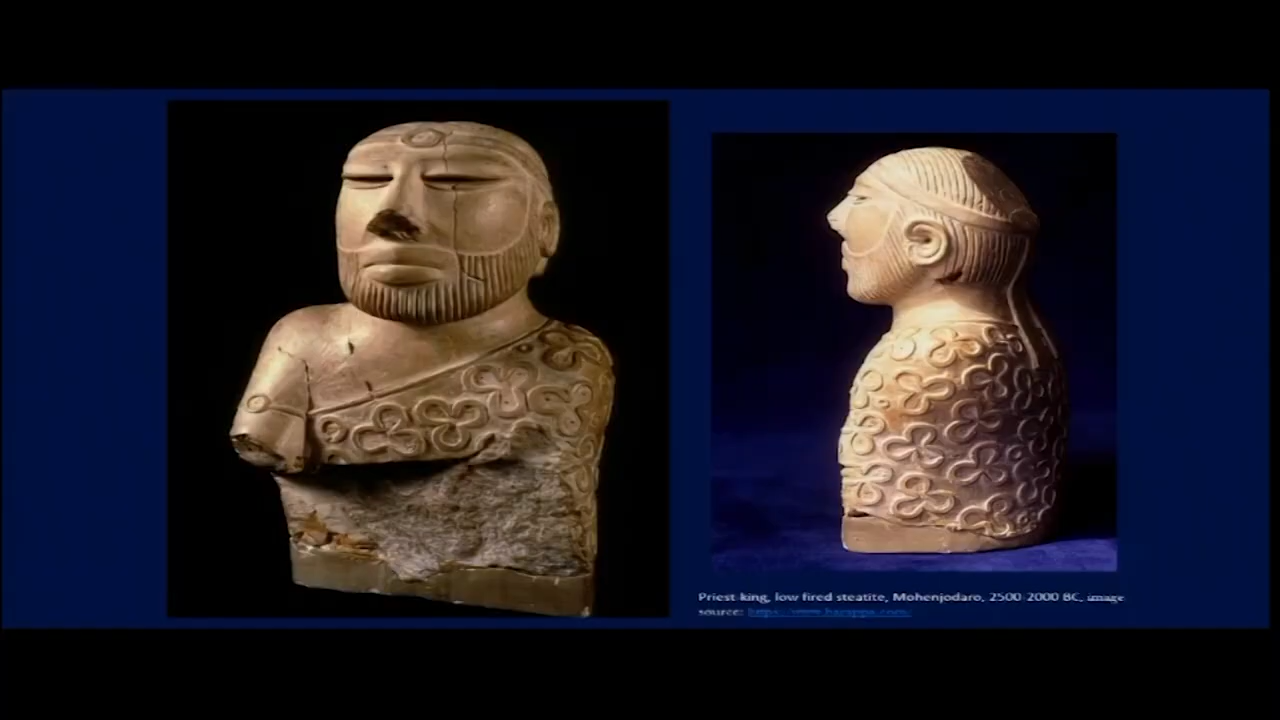 Priest-king, low fired steatite, Mohenjodaro, 2500-2000 BC, image
source: https://www.harappa.com/